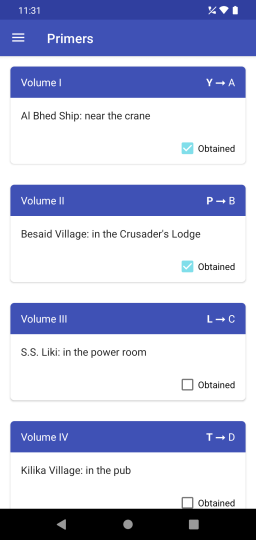 11:31
Primers
Volume I
Y → A
Al Bhed Ship: near the crane
Obtained
Volume II
P → B
Besaid Village: in the Crusader's Lodge
Obtained
Volume III
L → C
S.S. Liki: in the power room
Obtained
Volume IV
T → D
Kilika Village: in the pub
Obtained